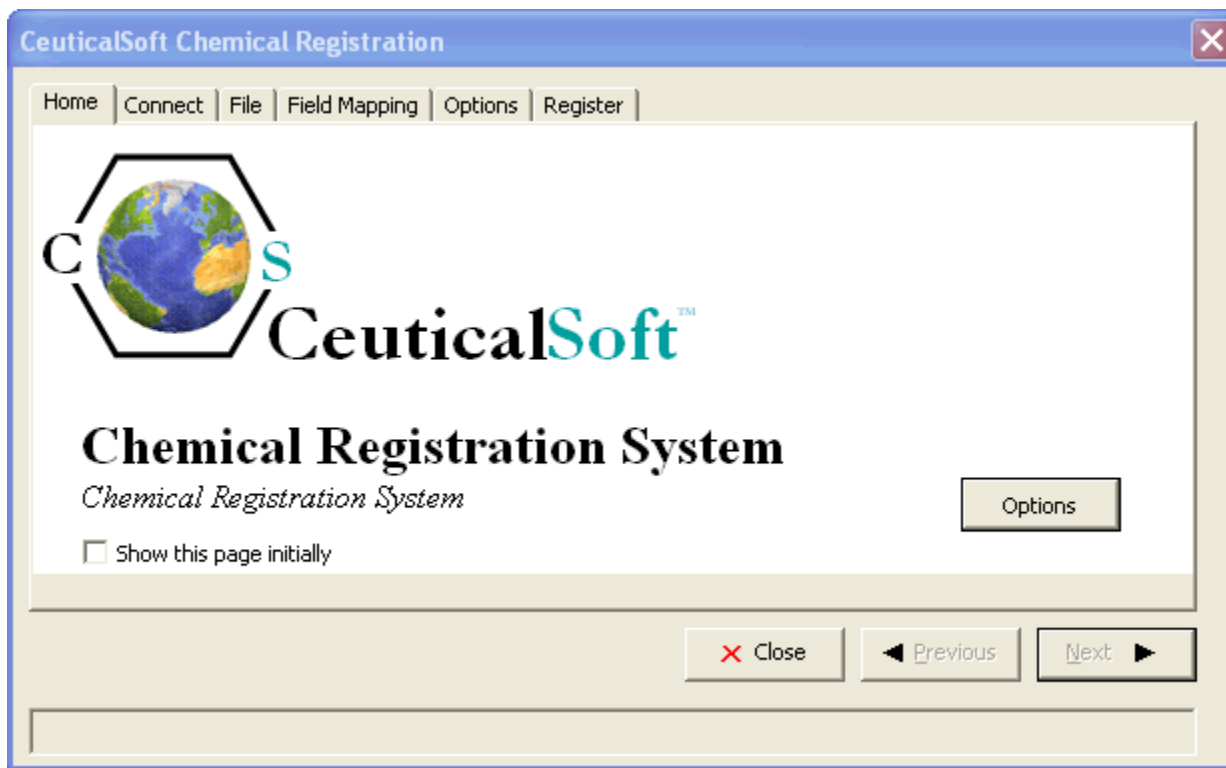 CeuticalSoft Chemical Registration
Home Connect File Field Mapping Options Register
C S
CeuticalSoft™
Chemical Registration System
Chemical Registration System
Options
Show this page initially
Close Previous Next